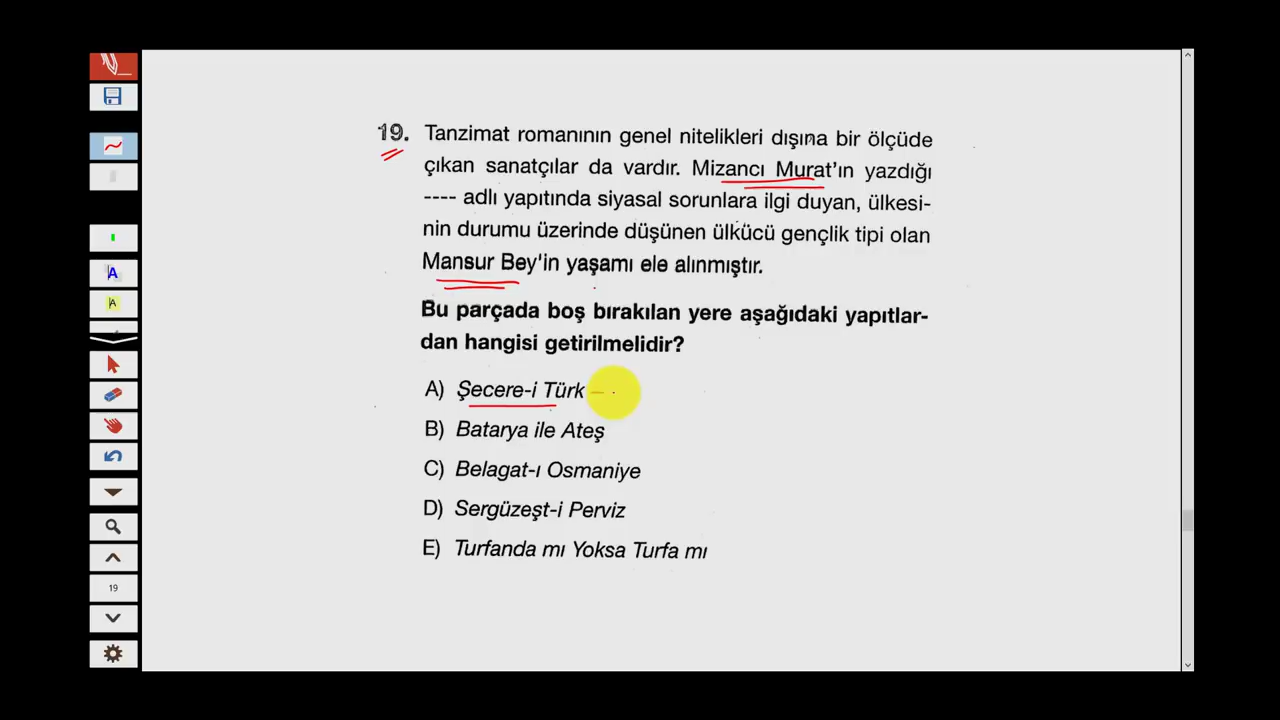 19. Tanzimat romanının genel nitelikleri dışına bir ölçüde
çıkan sanatçılar da vardır. Mizancı Murat'ın yazdığı
---- adlı yapıtında siyasal sorunlara ilgi duyan, ülkesi-
nin durumu üzerinde düşünen ülkücü gençlik tipi olan
Mansur Bey'in yaşamı ele alınmıştır.
Bu parçada boş bırakılan yere aşağıdaki yapıtlar-
dan hangisi getirilmelidir?
A) Şecere-i Türk
B) Batarya ile Ateş
C) Belagat-ı Osmaniye
D) Sergüzeşt-i Perviz
E) Turfanda mı Yoksa Turfa mı
A
A
19